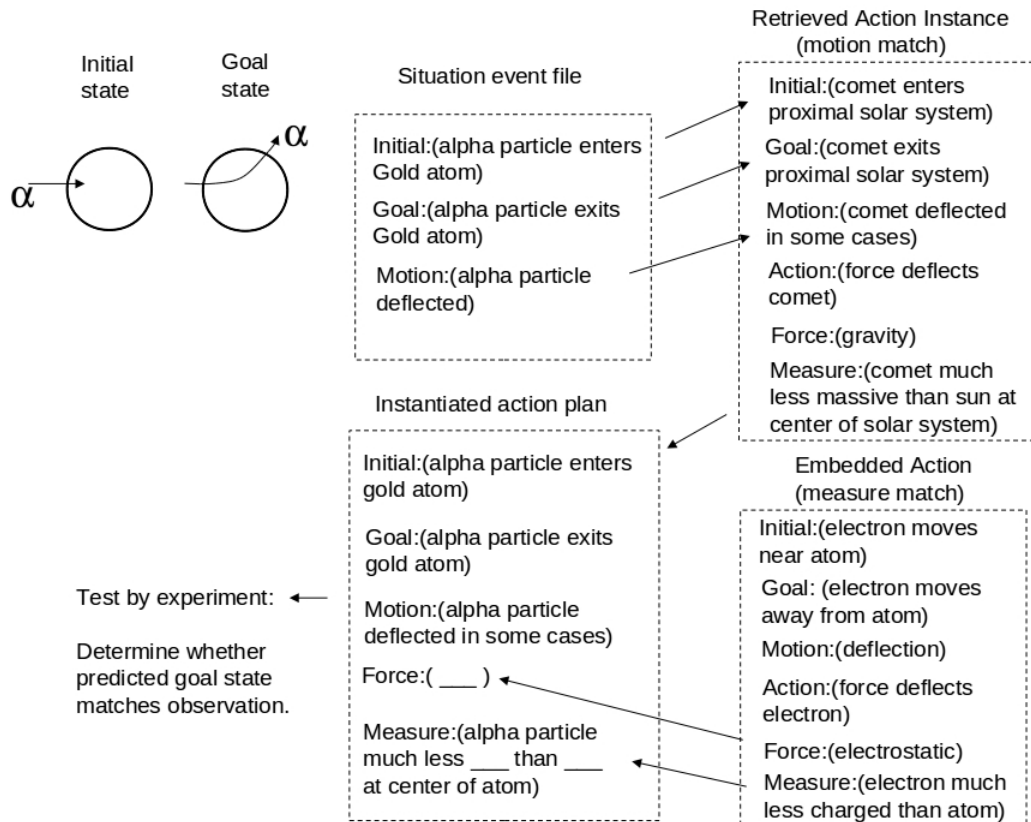 Initial
state
Goal
state
α
α
Situation event file
Initial:(alpha particle enters
Gold atom)
Goal:(alpha particle exits
Gold atom)
Motion:(alpha particle
deflected)
Retrieved Action Instance
(motion match)
Initial:(comet enters
proximal solar system)
Goal:(comet exits
proximal solar system)
Motion:(comet deflected
in some cases)
Action:(force deflects
comet)
Force:(gravity)
Measure:(comet much
less massive than sun at
center of solar system)
Instantiated action plan
Initial:(alpha particle enters
gold atom)
Goal:(alpha particle exits
gold atom)
Motion:(alpha particle
deflected in some cases)
Force:( ___ )
Measure:(alpha particle
much less ___ than ___
at center of atom)
Embedded Action
(measure match)
Initial:(electron moves
near atom)
Goal: (electron moves
away from atom)
Motion:(deflection)
Action:(force deflects
electron)
Force:(electrostatic)
Measure:(electron much
less charged than atom)
Test by experiment:
Determine whether
predicted goal state
matches observation.